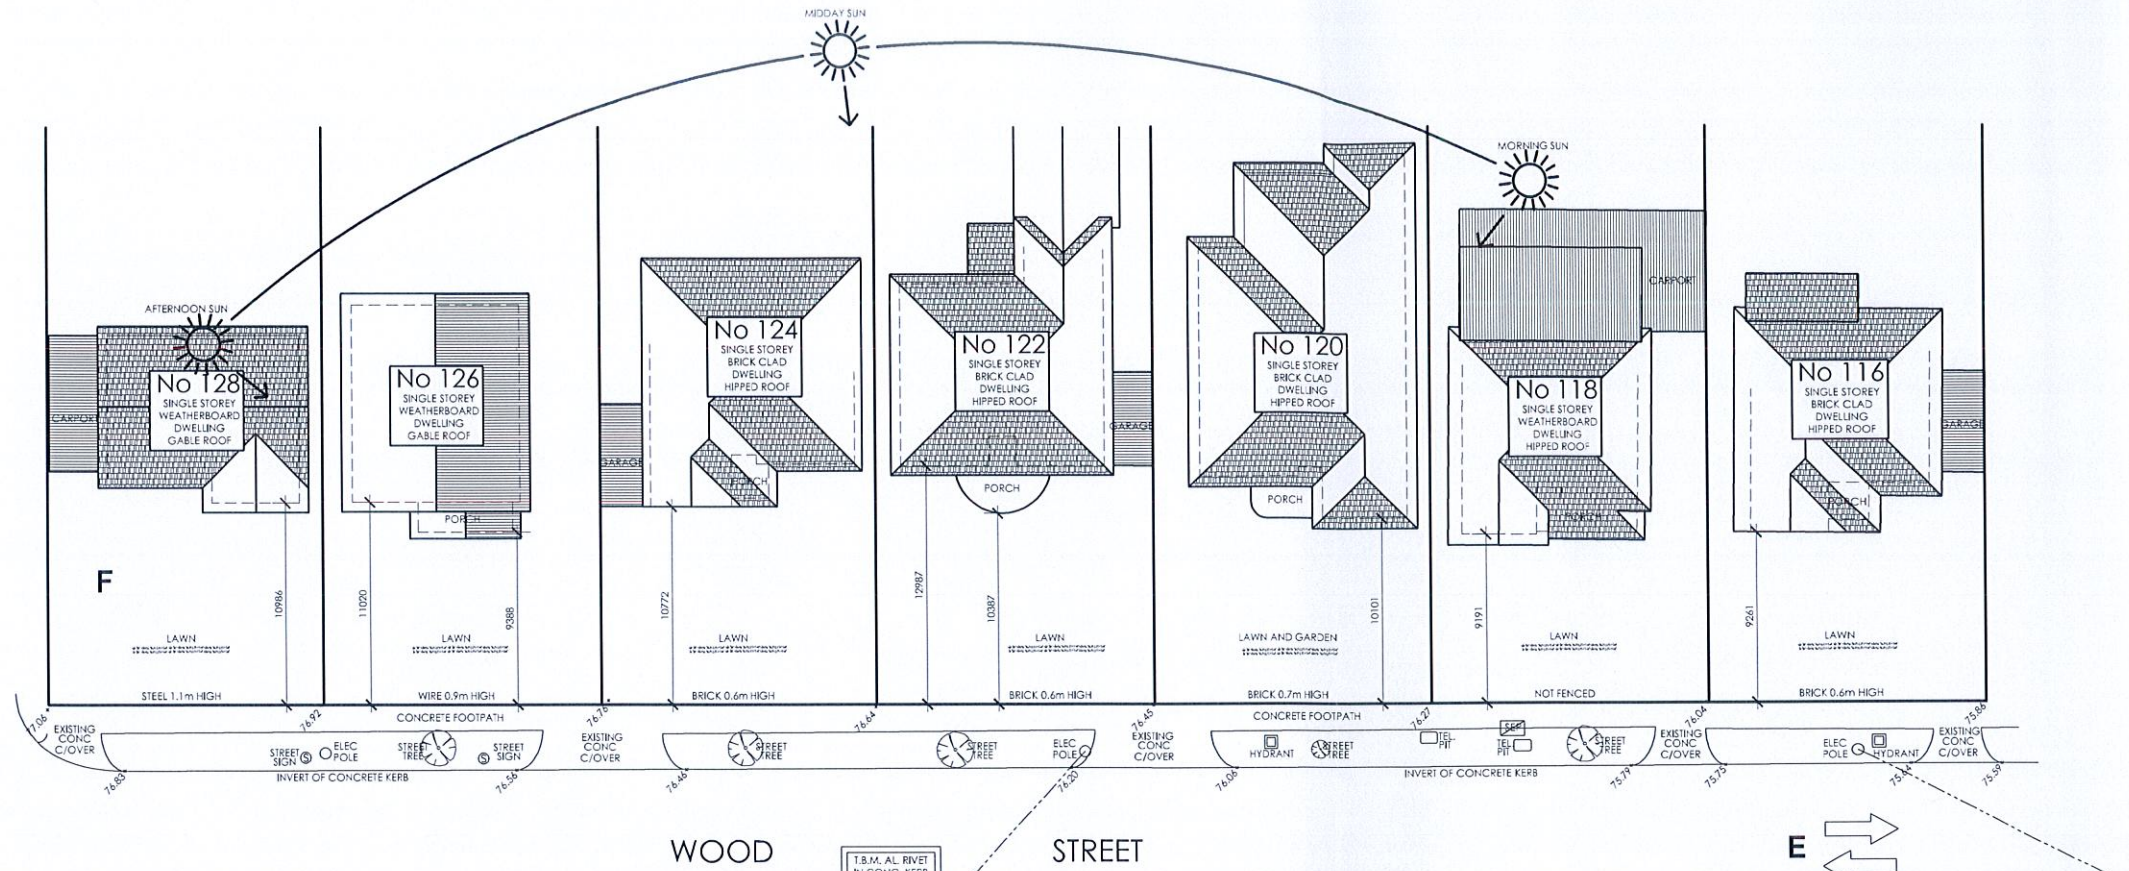 MIDDAY SUN
MORNING SUN
AFTERNOON SUN
No 128
SINGLE STOREY
WEATHERBOARD
DWELLING
GABLE ROOF
CARPORT
No 126
SINGLE STOREY
WEATHERBOARD
DWELLING
GABLE ROOF
PORCH
No 124
SINGLE STOREY
BRICK CLAD
DWELLING
HIPPED ROOF
GARAGE
PORCH
No 122
SINGLE STOREY
BRICK CLAD
DWELLING
HIPPED ROOF
GARAGE
PORCH
No 120
SINGLE STOREY
BRICK CLAD
DWELLING
HIPPED ROOF
PORCH
CARPORT
No 118
SINGLE STOREY
WEATHERBOARD
DWELLING
HIPPED ROOF
PORCH
No 116
SINGLE STOREY
BRICK CLAD
DWELLING
HIPPED ROOF
GARAGE
PORCH
F
10986
11020
9388
10772
12987
10387
10101
9191
9261
LAWN
LAWN
LAWN
LAWN
LAWN AND GARDEN
LAWN
LAWN
STEEL 1.1m HIGH
WIRE 0.9m HIGH
BRICK 0.6m HIGH
BRICK 0.6m HIGH
BRICK 0.7m HIGH
NOT FENCED
BRICK 0.6m HIGH
77.06
76.92
76.78
76.64
76.45
76.27
76.04
75.86
CONCRETE FOOTPATH
CONCRETE FOOTPATH
EXISTING
CONC
C/OVER
STREET
SIGN
S
ELEC
POLE
STREET
TREE
S
STREET
SIGN
EXISTING
CONC
C/OVER
STREET
TREE
STREET
TREE
ELEC
POLE
EXISTING
CONC
C/OVER
HYDRANT
STREET
TREE
TEL
PIT
SEP
TEL
PIT
STREET
TREE
EXISTING
CONC
C/OVER
ELEC
POLE
HYDRANT
EXISTING
CONC
C/OVER
INVERT OF CONCRETE KERB
INVERT OF CONCRETE KERB
76.83
76.56
76.46
76.20
76.06
75.79
75.75
75.64
75.59
WOOD STREET
T.B.M. AL. RIVET
IN CONC. KERB
E